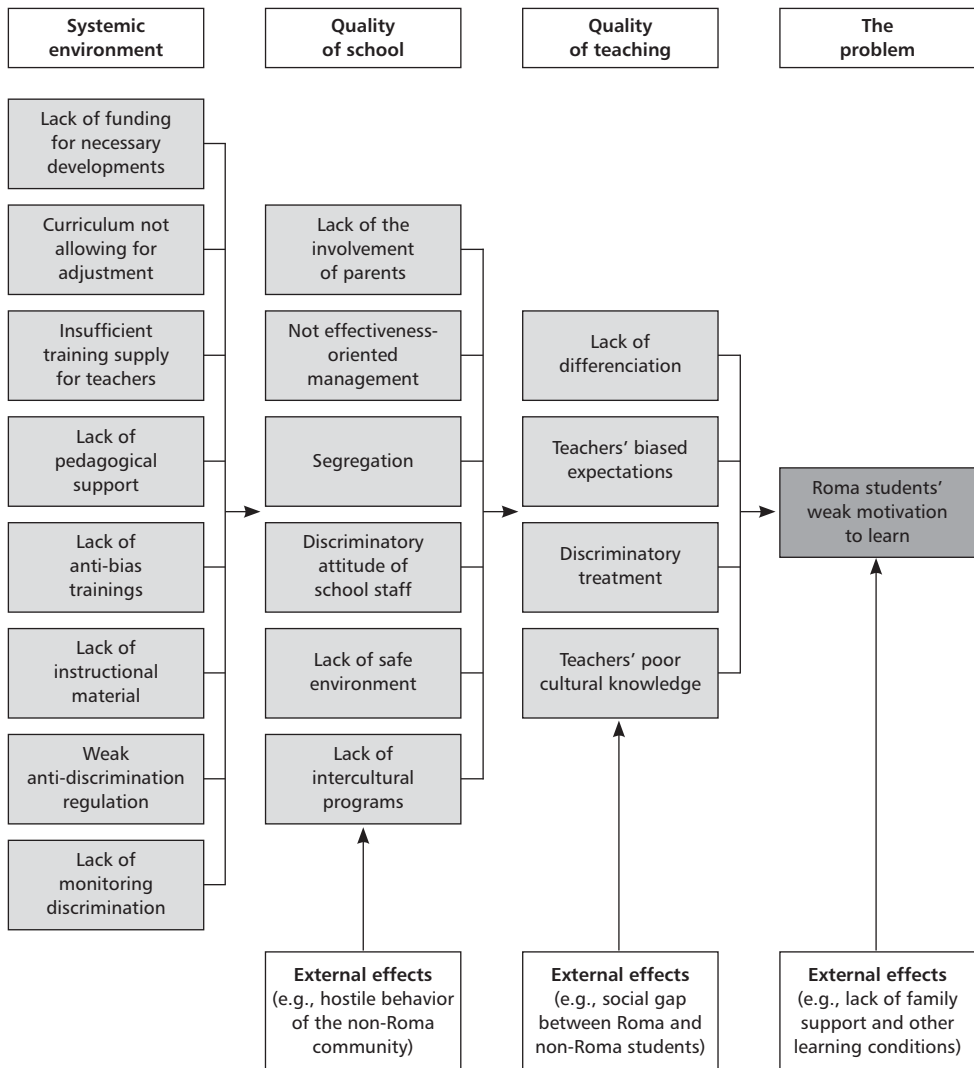 Systemic
environment
Quality
of school
Quality
of teaching
The
problem
Lack of funding
for necessary
developments
Curriculum not
allowing for
adjustment
Insufficient
training supply
for teachers
Lack of
pedagogical
support
Lack of
anti-bias
trainings
Lack of
instructional
material
Weak
anti-discrimination
regulation
Lack of
monitoring
discrimination
Lack of the
involvement
of parents
Not effectiveness-
oriented
management
Segregation
Discriminatory
attitude of
school staff
Lack of safe
environment
Lack of
intercultural
programs
Lack of
differenciation
Teachers’ biased
expectations
Discriminatory
treatment
Teachers’ poor
cultural knowledge
Roma students’
weak motivation
to learn
External effects
(e.g., hostile behavior
of the non-Roma
community)
External effects
(e.g., social gap
between Roma and
non-Roma students)
External effects
(e.g., lack of family
support and other
learning conditions)